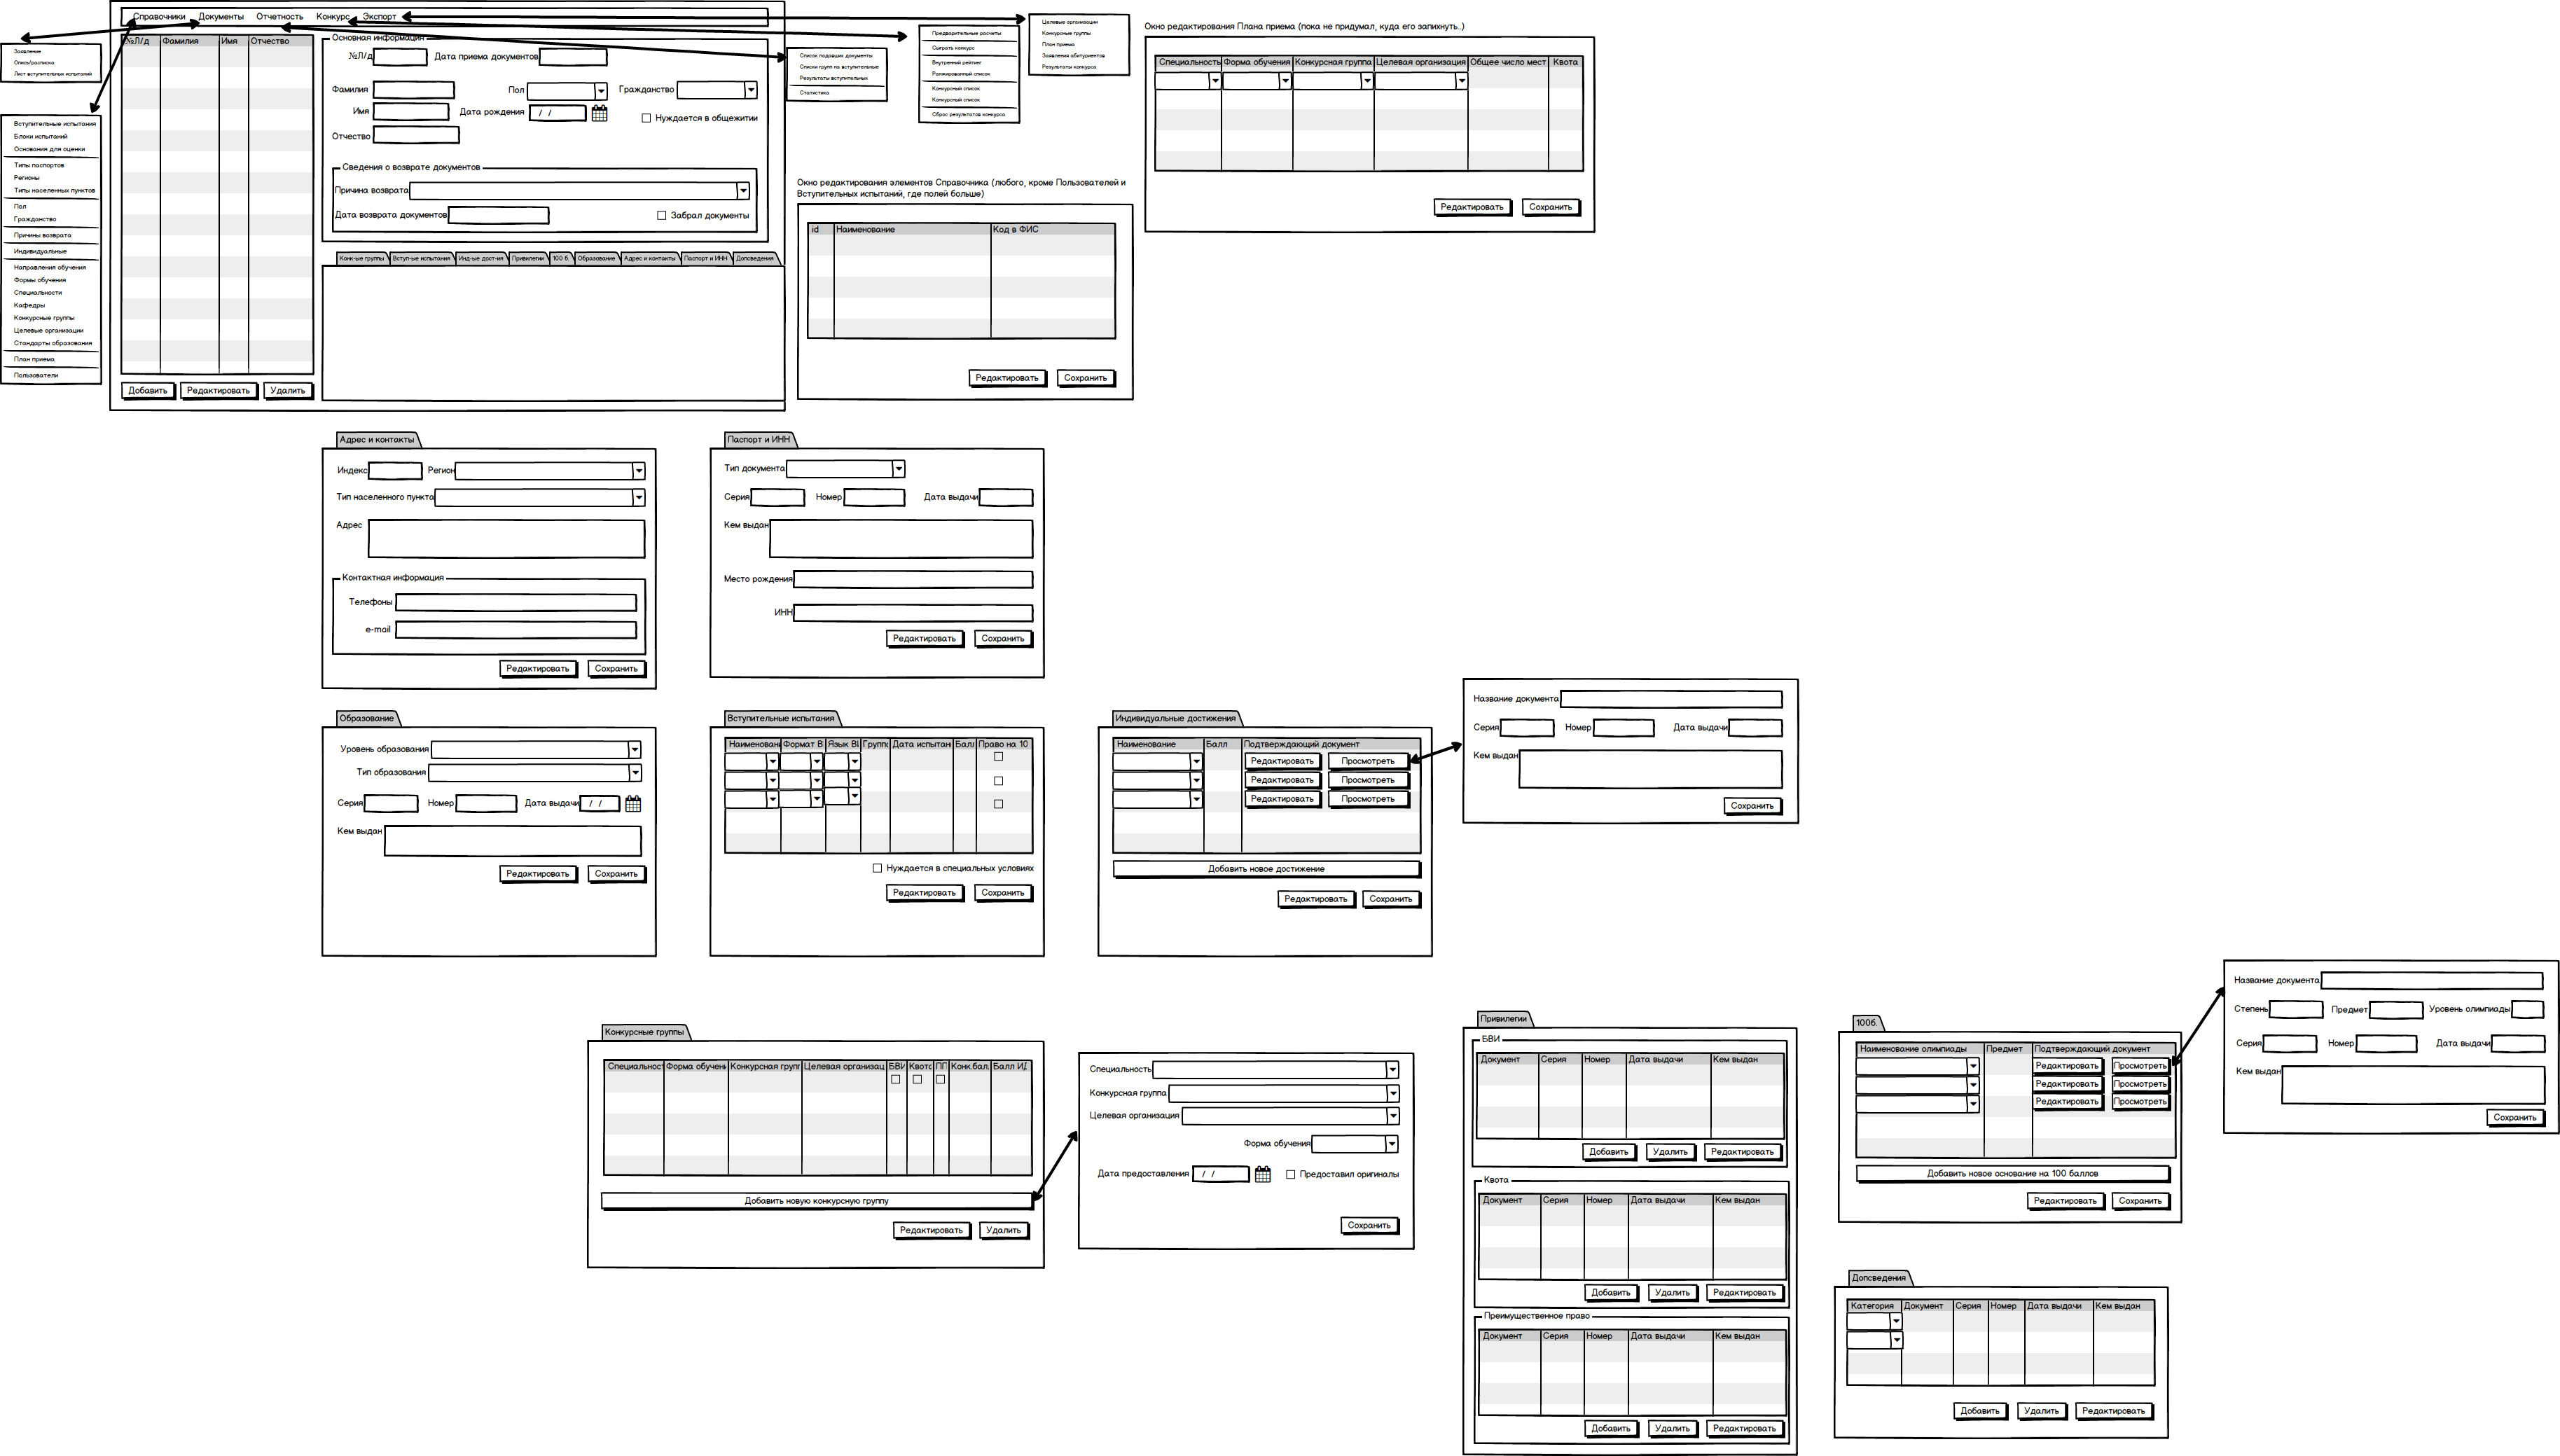 Справочники Документы Отчетность Конкурс Экспорт
Заявление
Опись/расписка
Лист вступительных испытаний
Вступительные испытания
Блоки испытаний
Основания для оценки
Типы паспортов
Регионы
Типы населенных пунктов
Пол
Гражданство
Причины возврата
Индивидуальные
Направления обучения
Формы обучения
Специальности
Кафедры
Конкурсные группы
Целевые организации
Стандарты образования
План приема
Пользователи
№Л/д Фамилия Имя Отчество
Добавить Редактировать Удалить
Основная информация
№Л/д Дата приема документов
Фамилия Пол Гражданство
Имя Дата рождения / / Нуждается в общежитии
Отчество
Сведения о возврате документов
Причина возврата
Дата возврата документов Забрал документы
Конк-ые группы Вступ-ые испытания Инд-ые дост-ия Привилегии 100 б. Образование Адрес и контакты Паспорт и ИНН Допсведения
Список подавших документы
Списки групп на вступительные
Результаты вступительных
Статистика
Предварительные расчеты
Сыграть конкурс
Внутренний рейтинг
Ранжированный список
Конкурсный список
Конкурсный список
Сброс результатов конкурса
Целевые организации
Конкурсные группы
План приема
Заявления абитуриентов
Результаты конкурса
Окно редактирования Плана приема (пока не придумал, куда его запихнуть..)
Специальность Форма обучения Конкурсная группа Целевая организация Общее число мест Квота
Редактировать Сохранить
Окно редактирования элементов Справочника (любого, кроме Пользователей и
Вступительных испытаний, где полей больше)
id Наименование Код в ФИС
Редактировать Сохранить
Адрес и контакты
Индекс Регион
Тип населенного пункта
Адрес
Контактная информация
Телефоны
e-mail
Редактировать Сохранить
Паспорт и ИНН
Тип документа
Серия Номер Дата выдачи
Кем выдан
Место рождения
ИНН
Редактировать Сохранить
Образование
Уровень образования
Тип образования
Серия Номер Дата выдачи / /
Кем выдан
Редактировать Сохранить
Вступительные испытания
Наименован Формат В Язык В Группа Дата испытан Балл Право на 10
Нуждается в специальных условиях
Редактировать Сохранить
Индивидуальные достижения
Наименование Балл Подтверждающий документ
Редактировать Просмотреть
Редактировать Просмотреть
Редактировать Просмотреть
Добавить новое достижение
Редактировать Сохранить
Название документа
Серия Номер Дата выдачи
Кем выдан
Сохранить
Конкурсные группы
Специальност Форма обучен Конкурсная групп Целевая организац БВИ Квота ПП Конк.бал. Балл ИД
Добавить новую конкурсную группу
Редактировать Удалить
Специальность
Конкурсная группа
Целевая организация
Форма обучения
Дата предоставления / / Предоставил оригиналы
Сохранить
Привилегии
БВИ
Документ Серия Номер Дата выдачи Кем выдан
Добавить Удалить Редактировать
Квота
Документ Серия Номер Дата выдачи Кем выдан
Добавить Удалить Редактировать
Преимущественное право
Документ Серия Номер Дата выдачи Кем выдан
Добавить Удалить Редактировать
100б.
Наименование олимпиады Предмет Подтверждающий документ
Редактировать Просмотреть
Редактировать Просмотреть
Редактировать Просмотреть
Добавить новое основание на 100 баллов
Редактировать Сохранить
Название документа
Степень Предмет Уровень олимпиады
Серия Номер Дата выдачи
Кем выдан
Сохранить
Допсведения
Категория Документ Серия Номер Дата выдачи Кем выдан
Добавить Удалить Редактировать